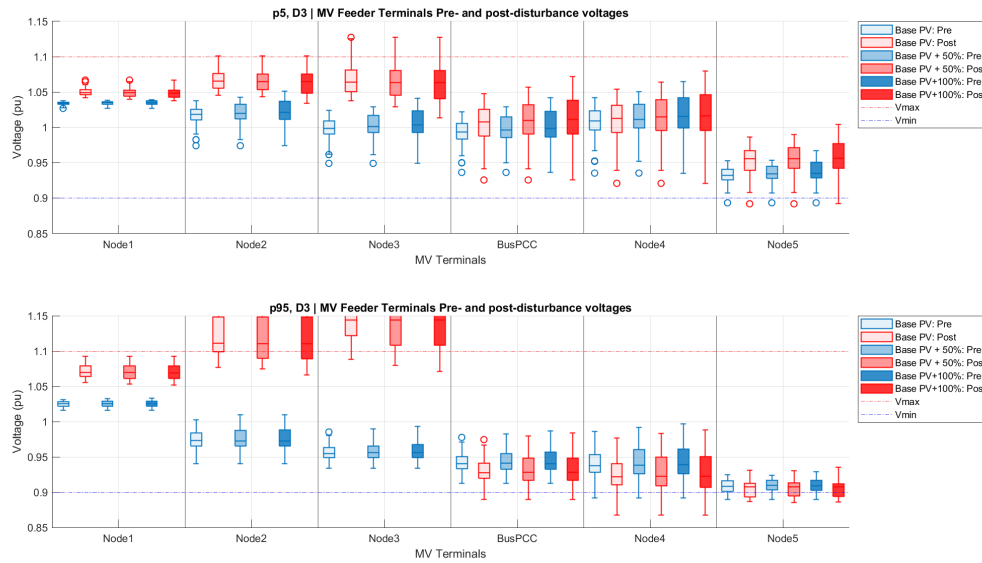 p5, D3 | MV Feeder Terminals Pre- and post-disturbance voltages
1.15
1.1
1.05
1
0.95
0.9
0.85
Voltage (pu)
Node1
Node2
Node3
BusPCC
Node4
Node5
MV Terminals
Base PV: Pre
Base PV: Post
Base PV + 50%: Pre
Base PV + 50%: Pos
Base PV+100%: Pre
Base PV+100%: Pos
Vmax
Vmin
p95, D3 | MV Feeder Terminals Pre- and post-disturbance voltages
1.15
1.1
1.05
1
0.95
0.9
0.85
Voltage (pu)
Node1
Node2
Node3
BusPCC
Node4
Node5
MV Terminals
Base PV: Pre
Base PV: Post
Base PV + 50%: Pre
Base PV + 50%: Pos
Base PV+100%: Pre
Base PV+100%: Pos
Vmax
Vmin